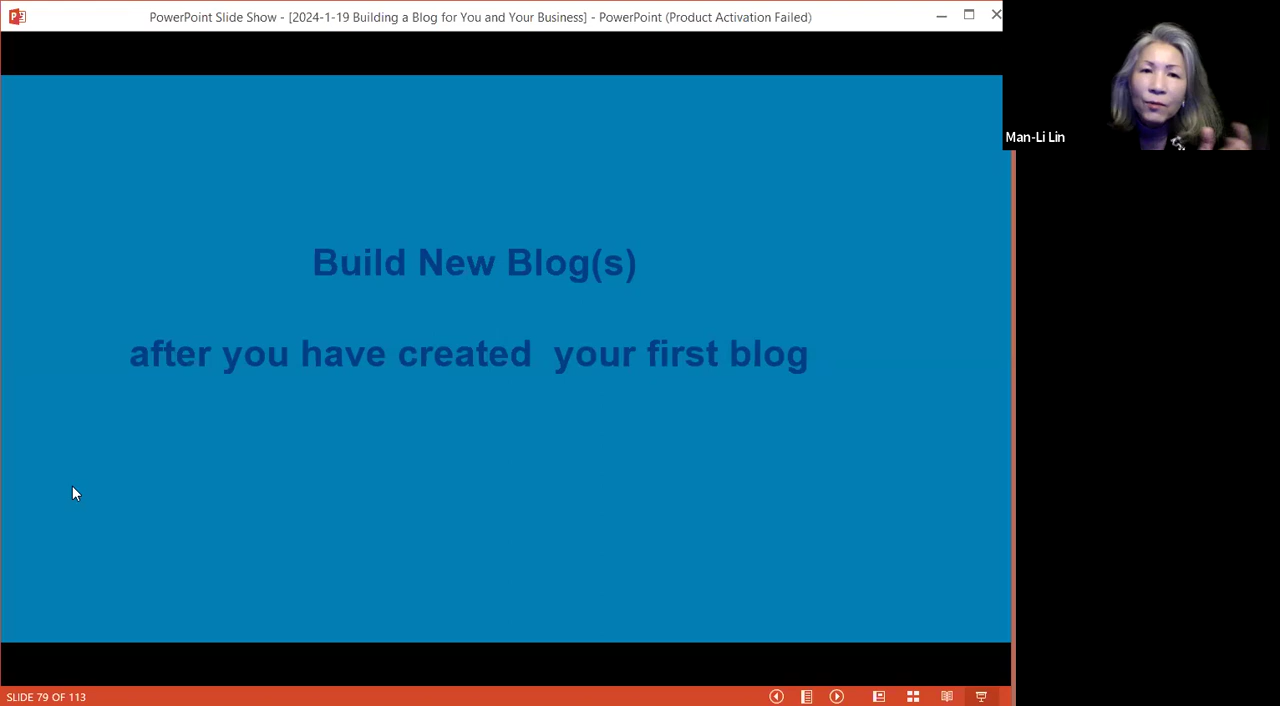 PowerPoint Slide Show - [2024-1-19 Building a Blog for You and Your Business] - PowerPoint (Product Activation Failed)
Man-Li Lin
Build New Blog(s)
after you have created  your first blog
SLIDE 79 OF 113